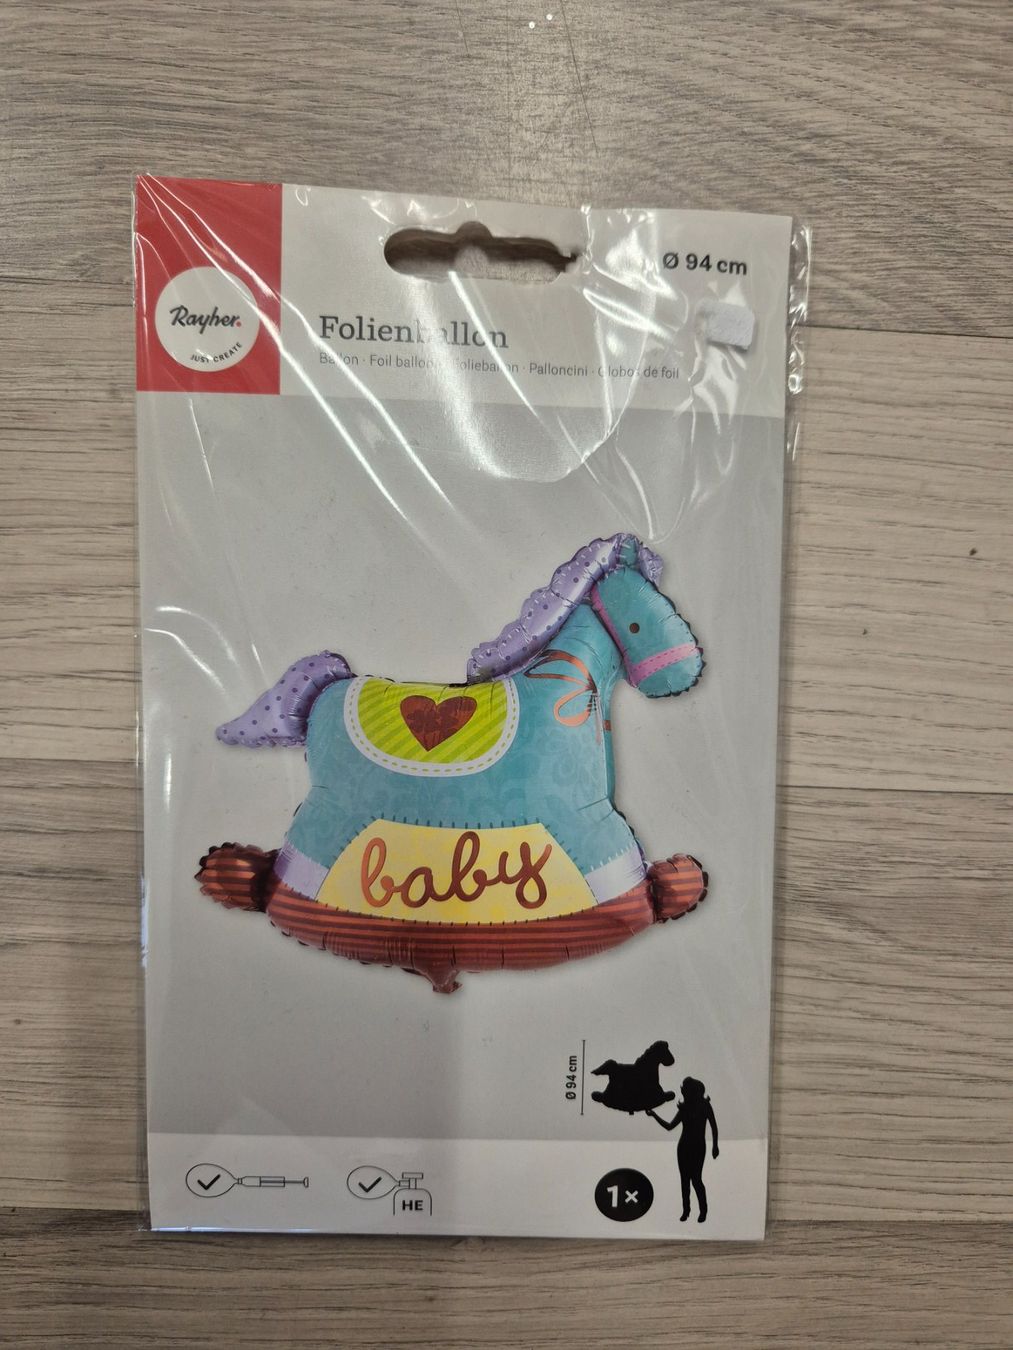 Ø 94 cm
Rayher.
JUST CREATE
Folienballon
Ballon · Foil balloon · Folieballon · Palloncini · Globos de foil
baby
Ø 94 cm
HE
1×